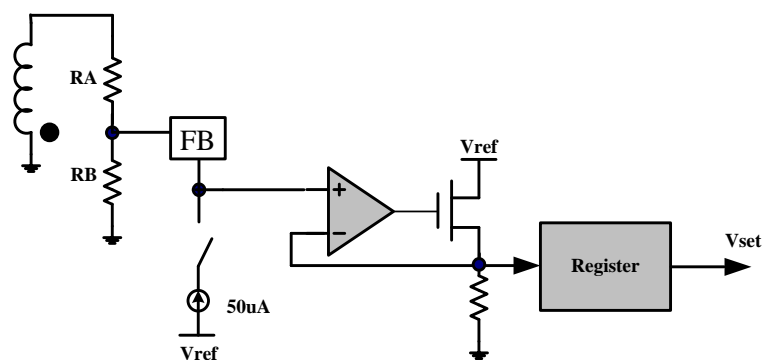 RA
FB
RB
Vref
+
−
Vset
Register
50uA
Vref